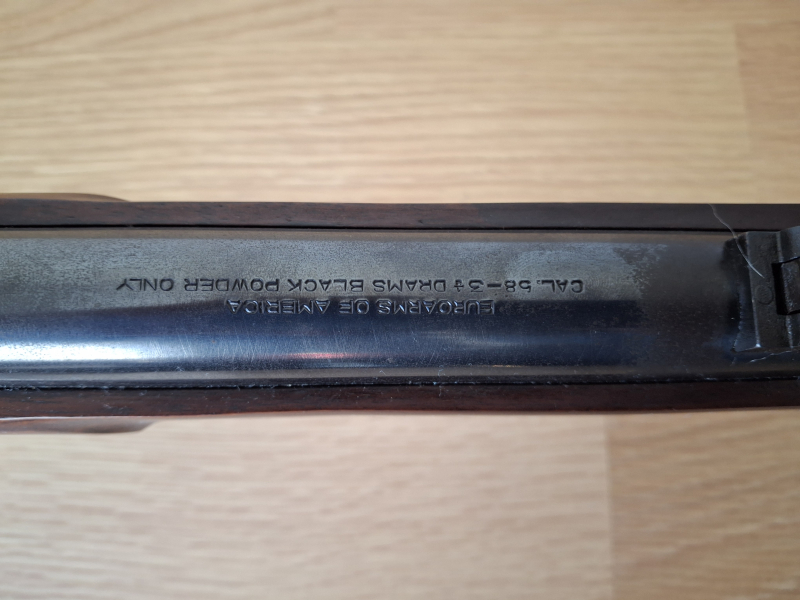 EUROARMS OF AMERICA
CAL. 58-3¼ DRAMS BLACK POWDER ONLY